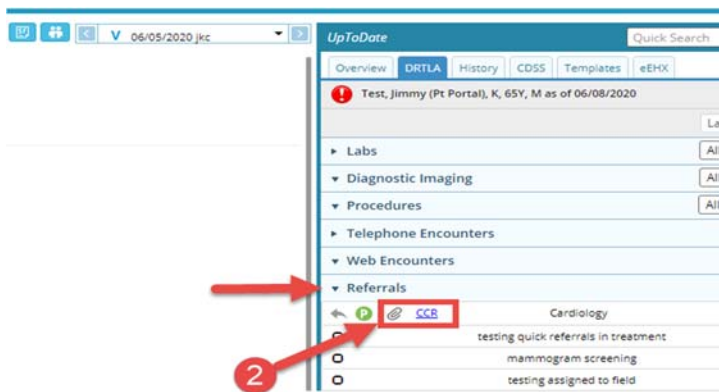 V 06/05/2020 jkc
UpToDate
Quick Search
Overview DRTLA History CDSS Templates eEHX
Test, Jimmy (Pt Portal), K, 65Y, M as of 06/08/2020
La
Labs
All
Diagnostic Imaging
All
Procedures
All
Telephone Encounters
Web Encounters
Referrals
P CCR Cardiology
testing quick referrals in treatment
mammogram screening
2
testing assigned to field